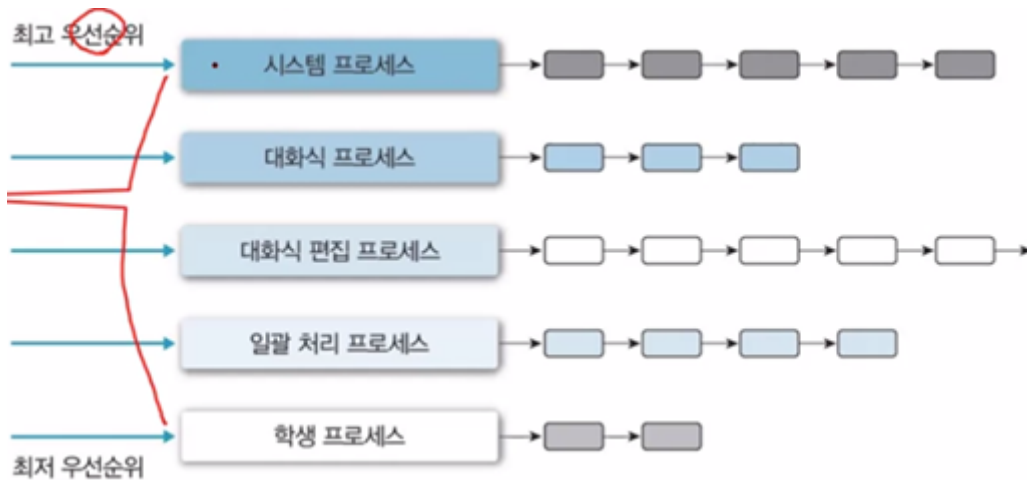 최고 우선순위
시스템 프로세스
대화식 프로세스
대화식 편집 프로세스
일괄 처리 프로세스
학생 프로세스
최저 우선순위